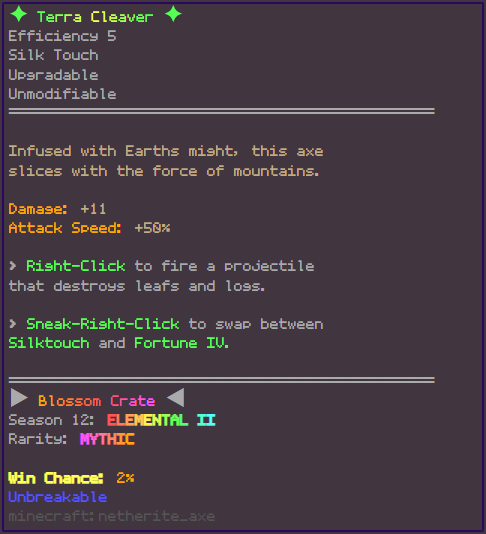 ✦ Terra Cleaver ✦
Efficiency 5
Silk Touch
Upgradable
Unmodifiable
Infused with Earths might, this axe
slices with the force of mountains.
Damage: +11
Attack Speed: +50%
> Right-Click to fire a projectile
that destroys leafs and logs.
> Sneak-Right-Click to swap between
Silktouch and Fortune IV.
▶ Blossom Crate ◀
Season 12: ELEMENTAL II
Rarity: MYTHIC
Win Chance: 2%
Unbreakable
minecraft:netherite_axe